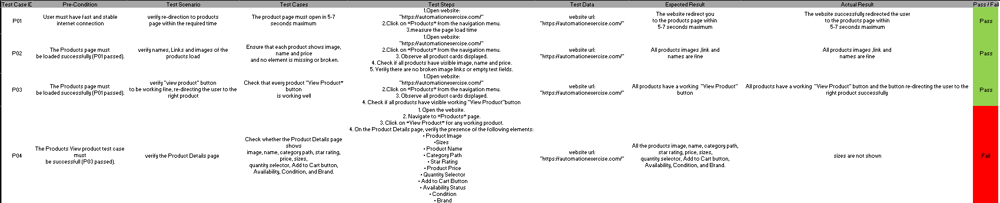 Test Case ID Pre-Condition Test Scenario Test Cases Test Steps Test Data Expected Result Actual Result Pass / Fail
P01
User must have fast and stable
internet connection
verify re-direction to products
page within the required time
The product page must open in 5-7
seconds maximum
1.Open website:
"https://automationexercise.com/"
2.Click on “Products” from the navigation menu.
3.measure the page load time
website url:
"https://automationexercise.com/"
The website redirect you
to the products page within
5-7 seconds maximum
The website successfully redirected the user
to the products page within
5-7 seconds maximum
Pass
P02
The Products page must
be loaded successfully (P01 passed).
verify names, Links and images of the
products load
Ensure that each product shows image,
name and price
and no element is missing or broken.
1.Open website:
"https://automationexercise.com/"
2.Click on “Products” from the navigation menu.
3. Observe all product cards displayed.
4. Check if all products have visible image, name and price.
5. Verify there are no broken image links or empty text fields.
website url:
"https://automationexercise.com/"
All products images ,link and
names are fine
All products images ,link and
names are fine
Pass
P03
The Products page must
be loaded successfully (P01 passed).
verify "view product" button
to be working fine, re-directing the user to the
right product
Check that every product "View Product”
button
is working well
1.Open website:
"https://automationexercise.com/"
2.Click on “Products” from the navigation menu.
3. Observe all product cards displayed.
4. Check if all products have visible working "View Product"button
website url:
"https://automationexercise.com/"
All products have a working "View Product"
button
All products have a working "View Product" button and the button re-directing the user to the
right product successfully
Pass
P04
The Products View product test case
must
be successfull (P03 passed).
verify the Product Details page
Check whether the Product Details page
shows
image, name, category path, star rating,
price, sizes,
quantity selector, Add to Cart button,
Availability, Condition, and Brand.
1. Open the website.
2. Navigate to “Products” page.
3. Click on “View Product” for any working product.
4. On the Product Details page, verify the presence of the following elements:
• Product Image
•Sizes
• Product Name
• Category Path
• Star Rating
• Product Price
• Quantity Selector
• Add to Cart Button
• Availability Status
• Condition
• Brand
website url:
"https://automationexercise.com/"
All the products image, name, category path,
star rating, price, sizes,
quantity selector, Add to Cart button,
Availability, Condition, and Brand.
sizes are not shown
Fail